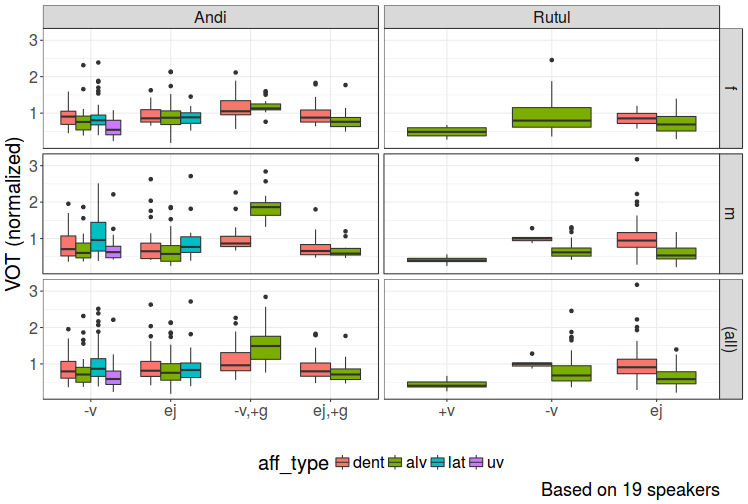 Andi Rutul
VOT (normalized)
3
2
1
f
3
2
1
m
3
2
1
(all)
-v ej -v,+g ej,+g +v -v ej
aff_type dent alv lat uv
Based on 19 speakers